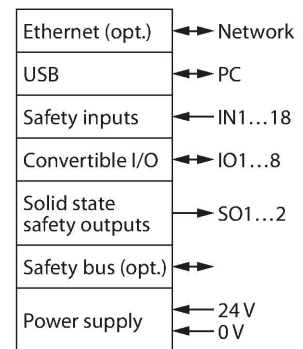 Ethernet (opt.) Network
USB PC
Safety inputs IN1...18
Convertible I/O IO1...8
Solid state
safety outputs SO1...2
Safety bus (opt.)
Power supply 24 V
0 V